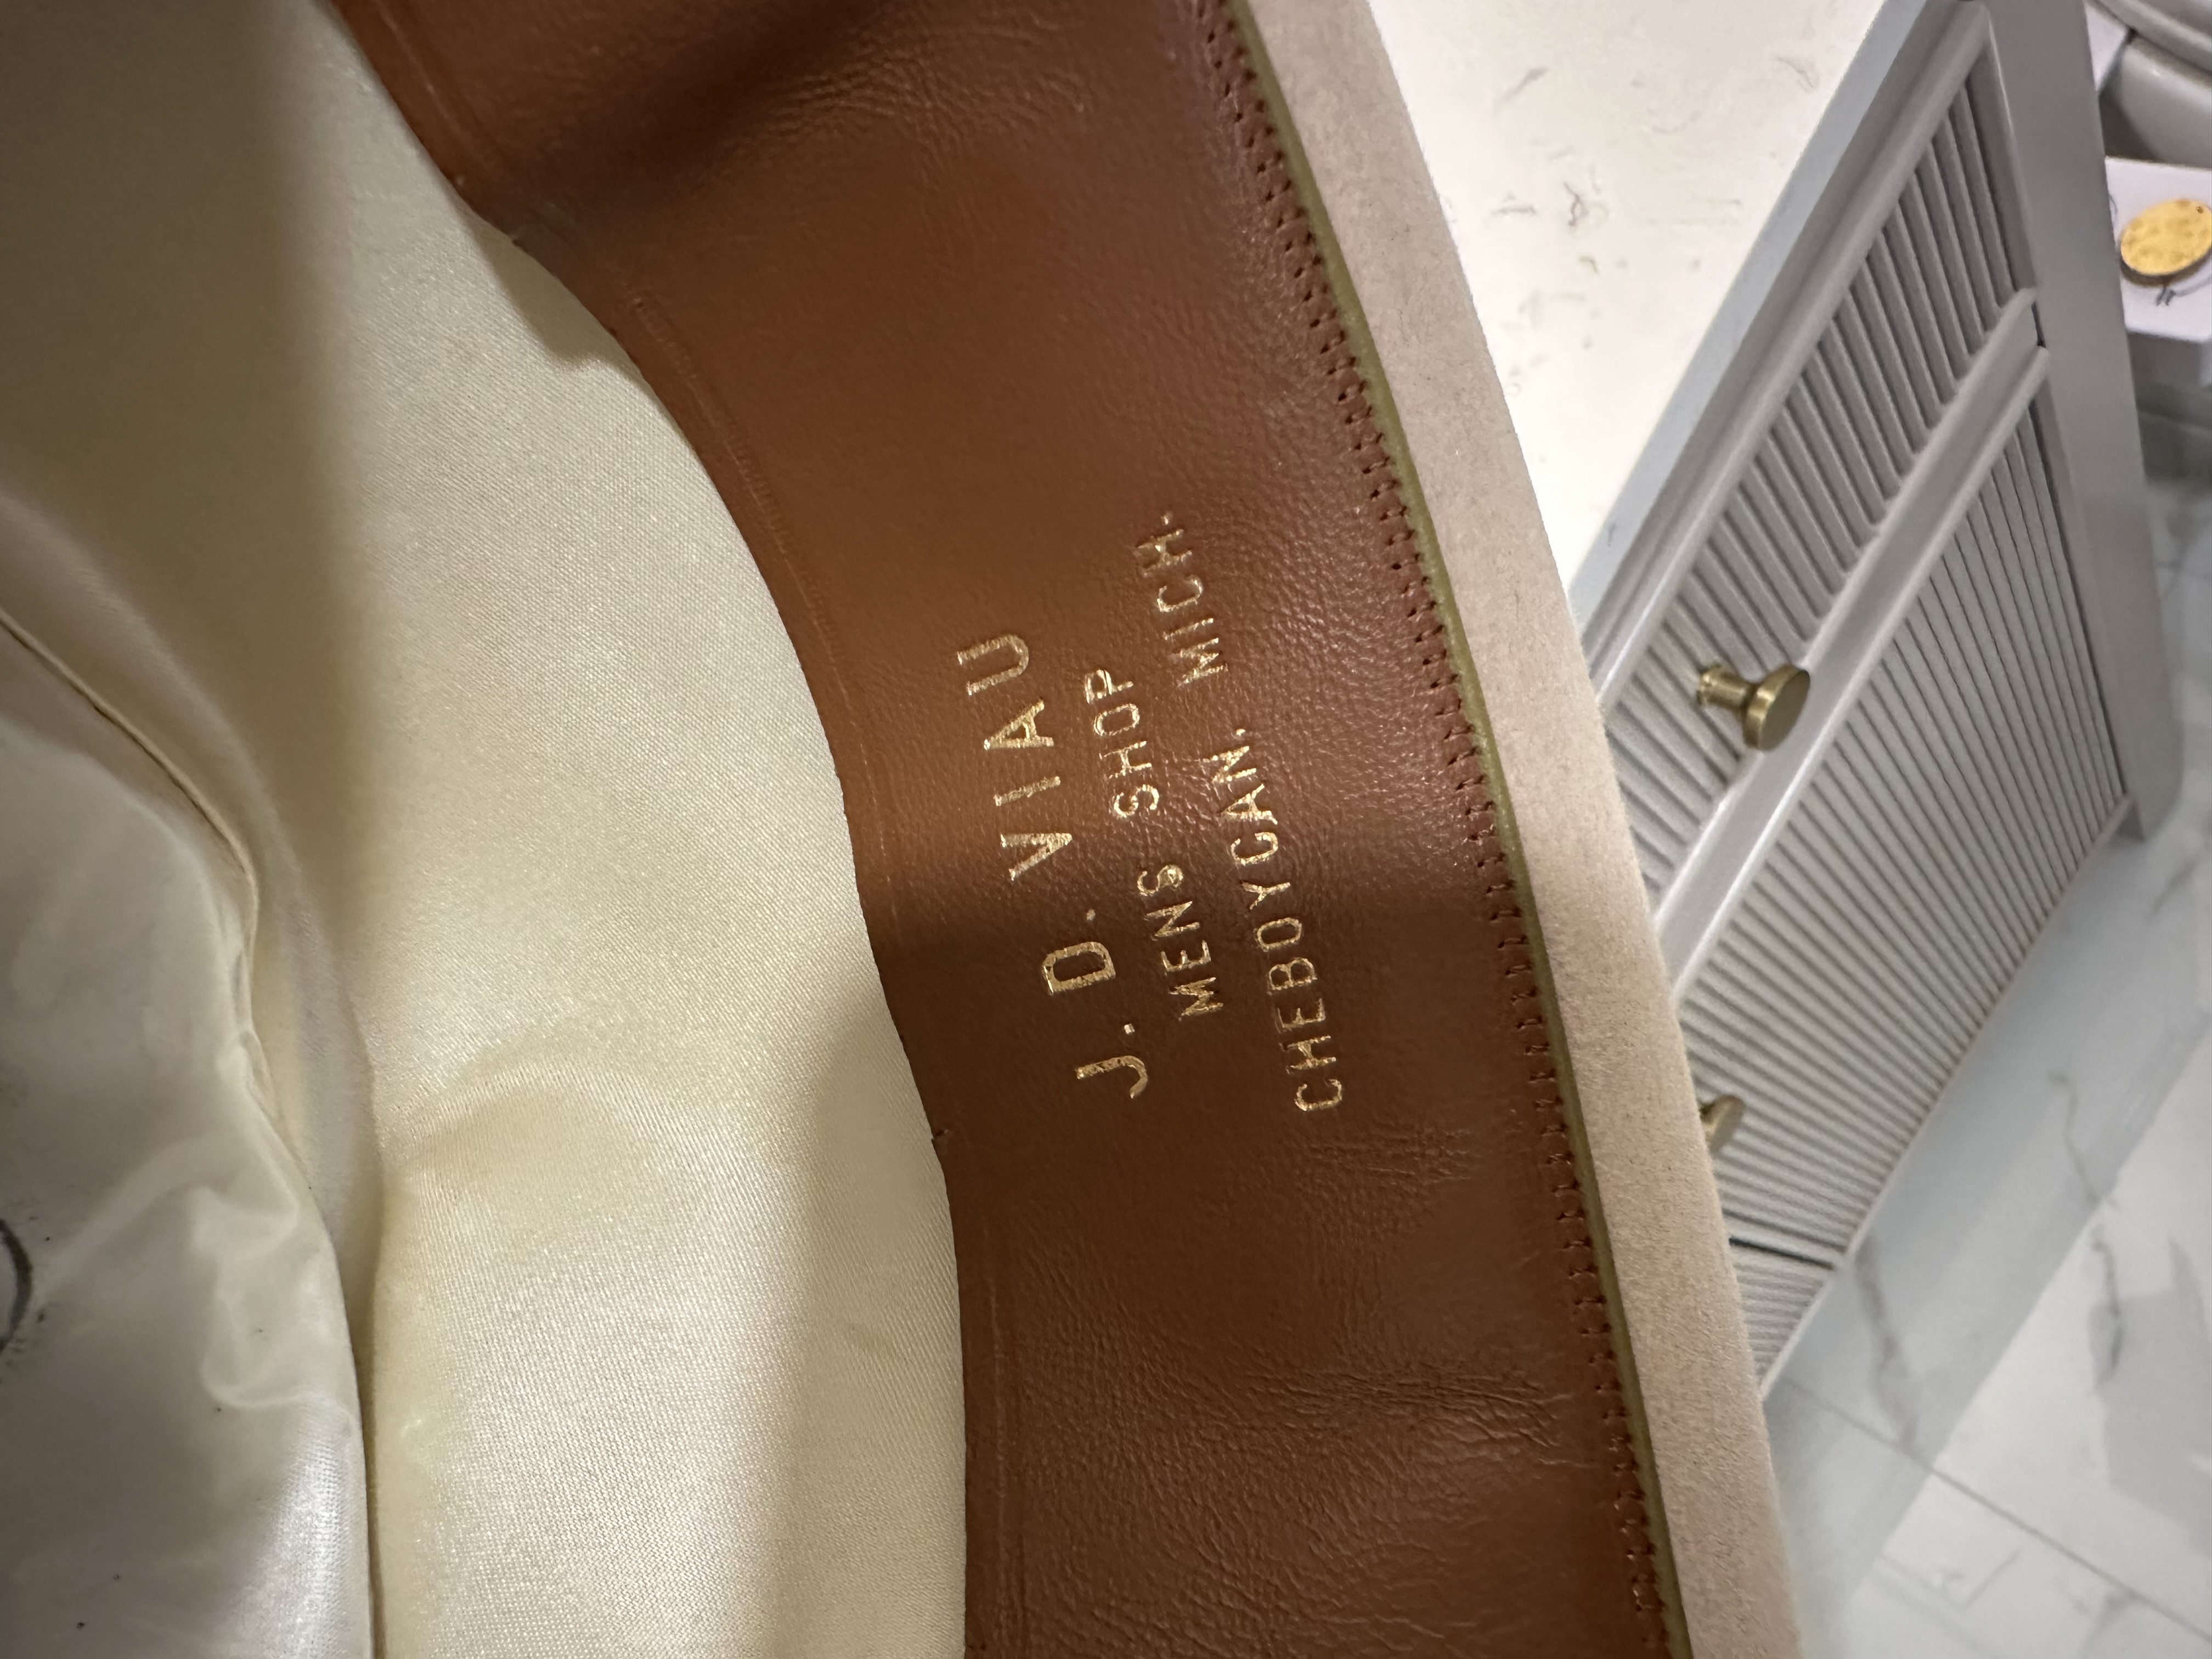 J. D. VIAU
MENS SHOP
CHEBOYGAN, MICH.